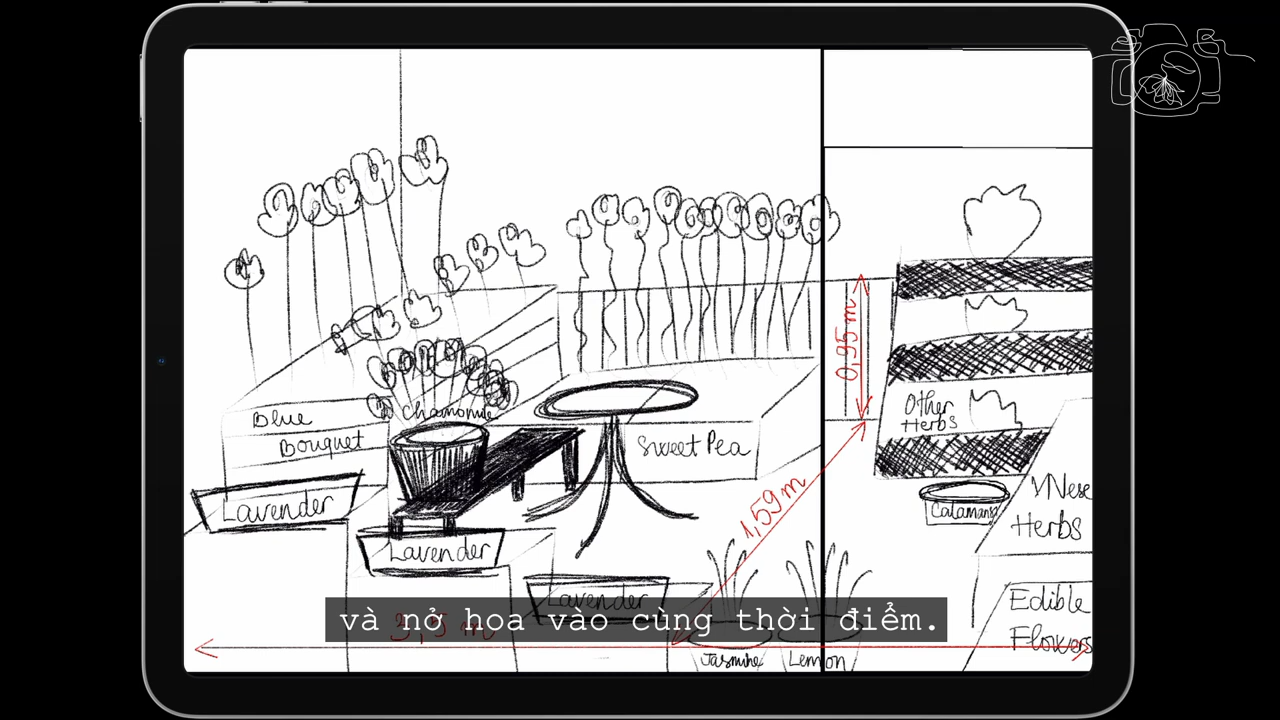 0,95 m
Chamomile
Blue
Bouquet
Sweet Pea
Other
Herbs
Lavender
Lavender
Lavender
1,59 m
Herbs
Edible
Flowers
và nở hoa vào cùng thời điểm.
Jasmine
Lemon